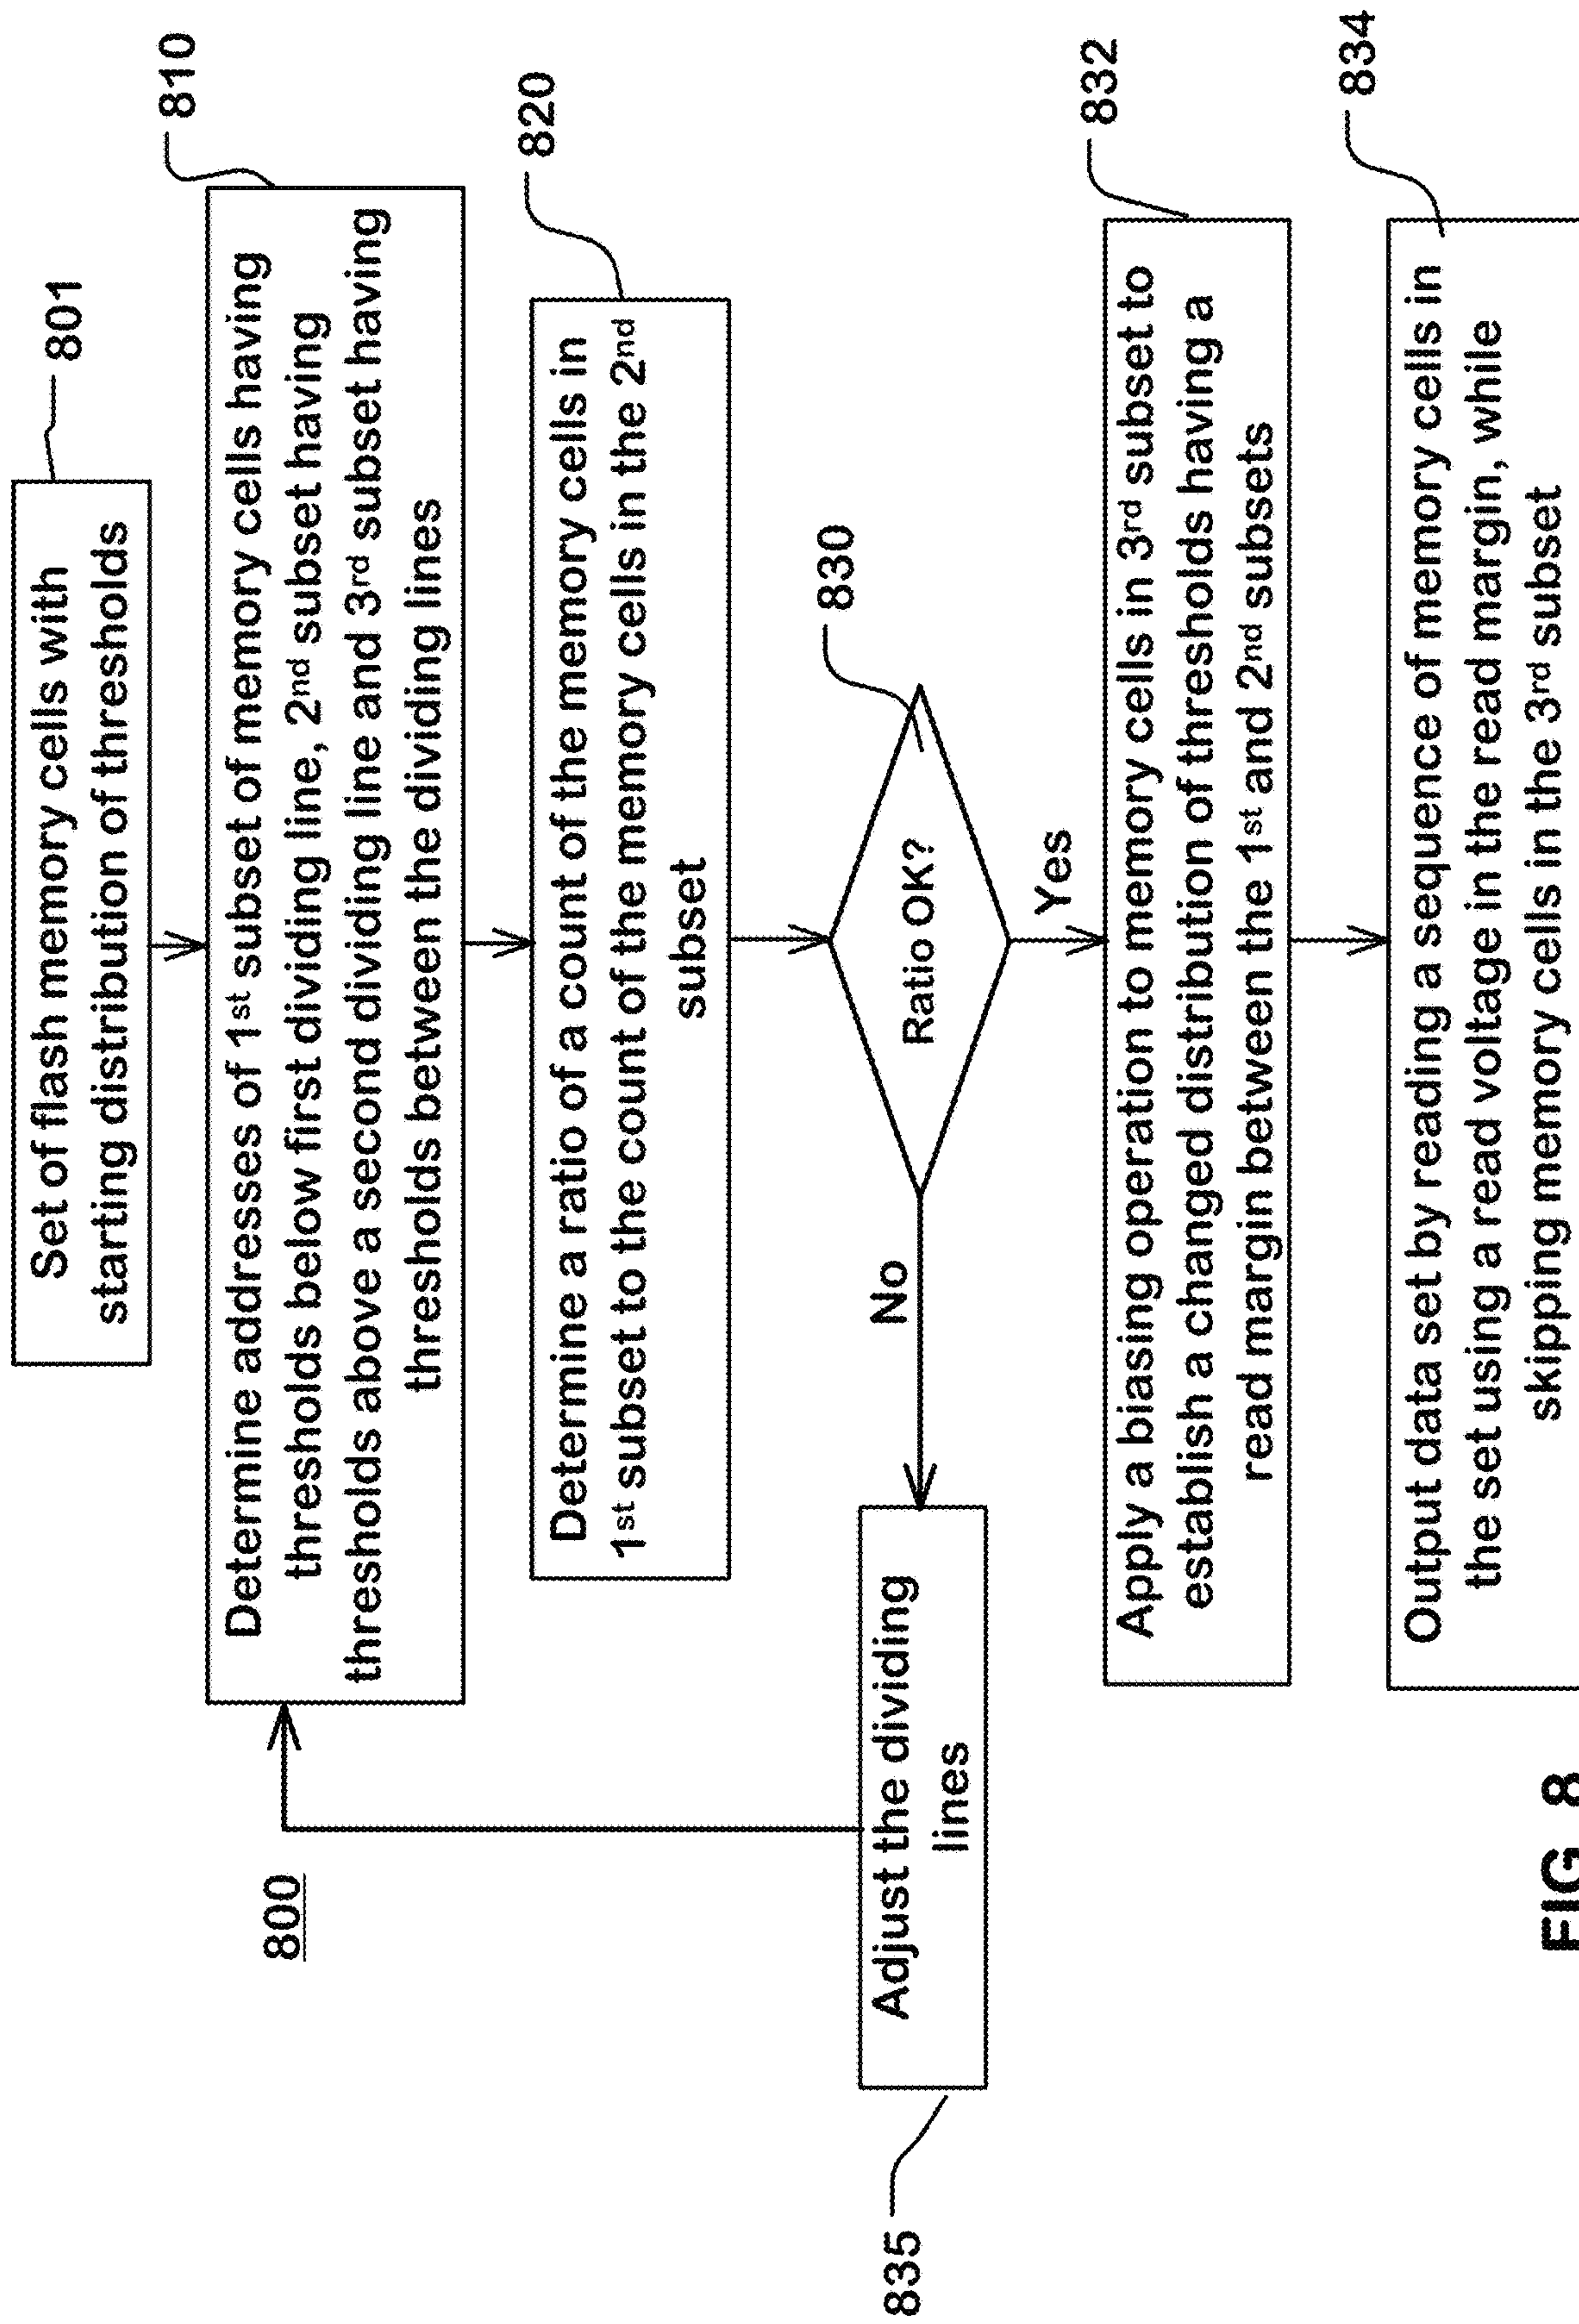 Set of flash memory cells with
starting distribution of thresholds
801
810
Determine addresses of 1st subset of memory cells having
thresholds below first dividing line, 2nd subset having
thresholds above a second dividing line and 3rd subset having
thresholds between the dividing lines
800
820
Determine a ratio of a count of the memory cells in
1st subset to the count of the memory cells in the 2nd
subset
830
Ratio OK?
No
Yes
Adjust the dividing
lines
835
832
Apply a biasing operation to memory cells in 3rd subset to
establish a changed distribution of thresholds having a
read margin between the 1st and 2nd subsets
834
Output data set by reading a sequence of memory cells in
the set using a read voltage in the read margin, while
skipping memory cells in the 3rd subset
FIG. 8